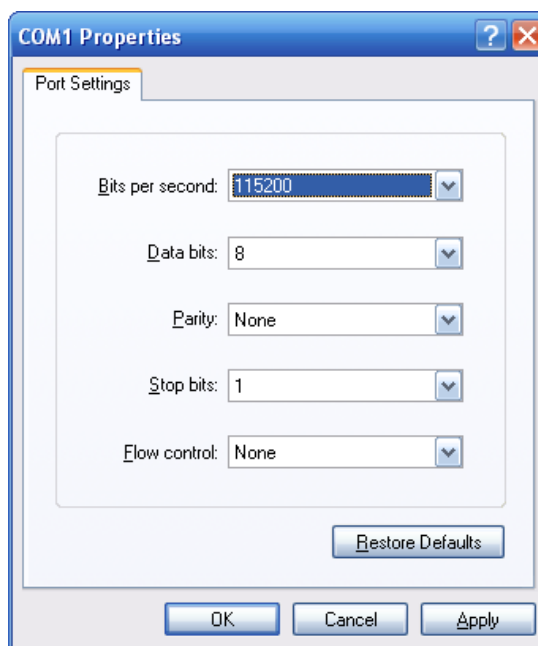 COM1 Properties
Port Settings
Bits per second: 115200
Data bits: 8
Parity: None
Stop bits: 1
Flow control: None
Restore Defaults
OK Cancel Apply